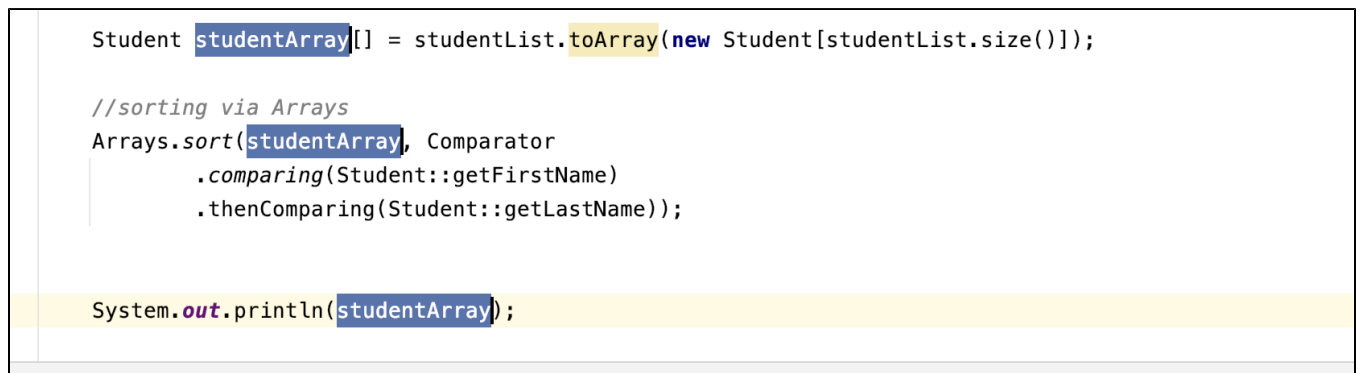 Student studentArray[] = studentList.toArray(new Student[studentList.size()]);
//sorting via Arrays
Arrays.sort(studentArray, Comparator
.comparing(Student::getFirstName)
.thenComparing(Student::getLastName));
System.out.println(studentArray);